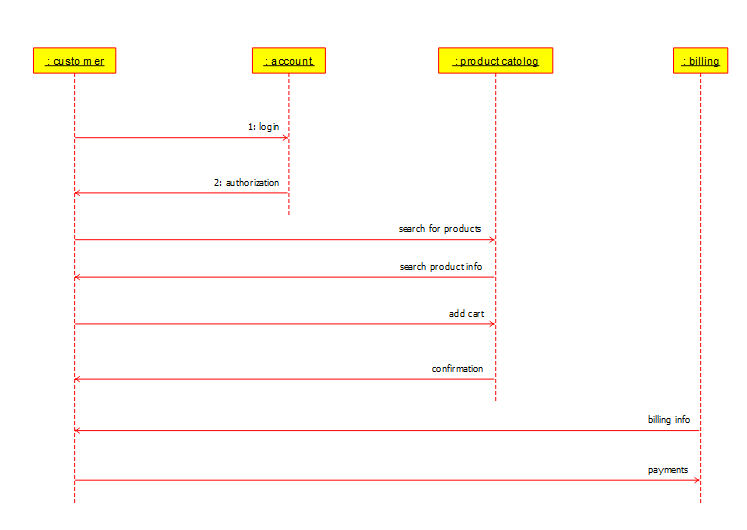 : customer
: account
: product catolog
: billing
1: login
2: authorization
search for products
search product info
add cart
confirmation
billing info
payments